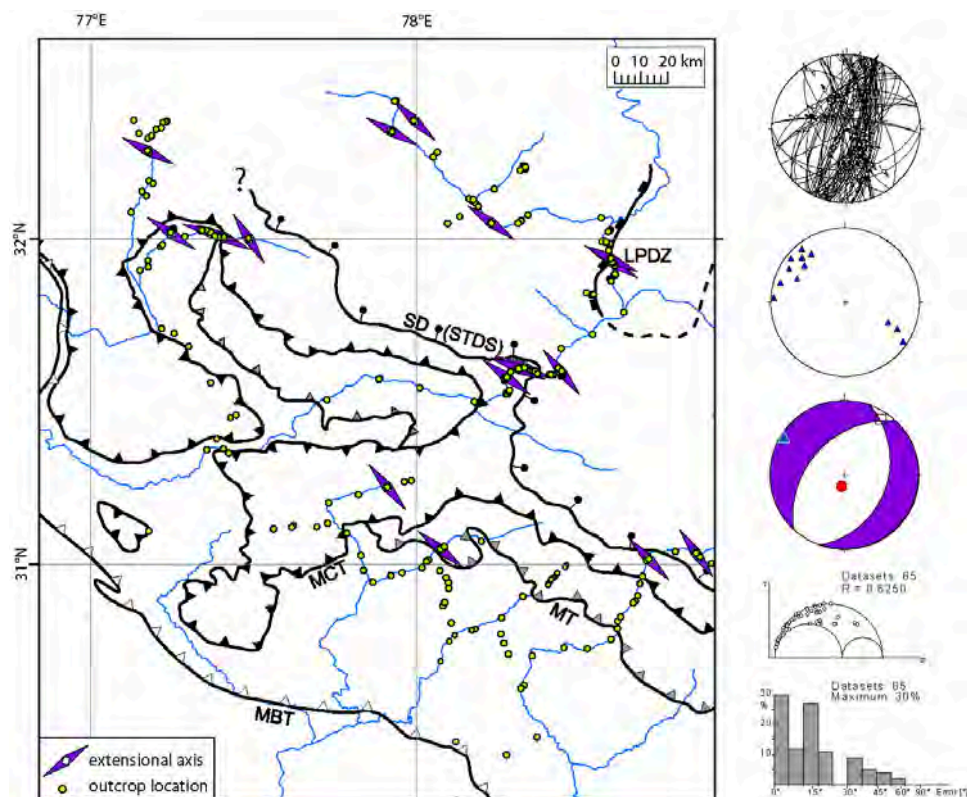 77°E 78°E
0 10 20 km
?
32°N
LPDZ
SD (STDS)
31°N
MCT
MT
MBT
extensional axis
outcrop location
Datasets 65
R = 0.6250
Datasets 65
Maximum 30%
30
%
20
10
0° 15° 30° 45° 60° 90°